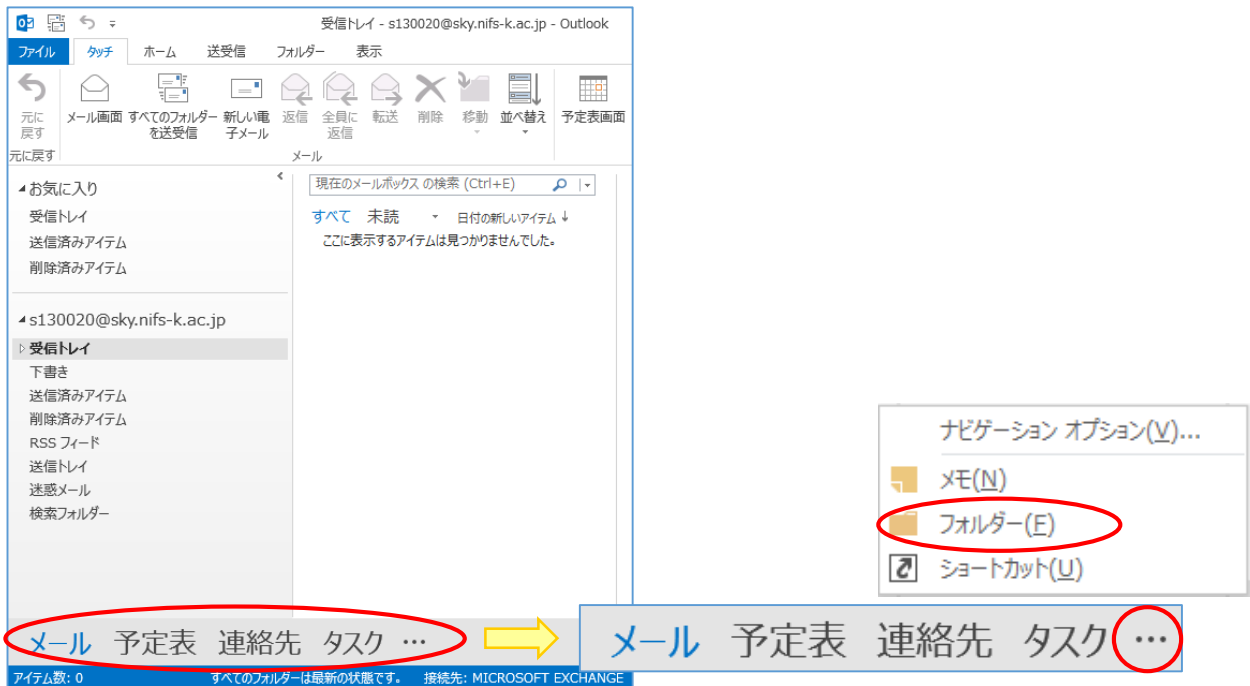 受信トレイ - s130020@sky.nifs-k.ac.jp - Outlook
ファイル タッチ ホーム 送受信 フォルダー 表示
元に戻す メール画面 すべてのフォルダーを送受信 新しい電子メール 返信 全員に返信 転送 削除 移動 並べ替え 予定表画面
元に戻す メール
お気に入り
受信トレイ
送信済みアイテム
削除済みアイテム
s130020@sky.nifs-k.ac.jp
受信トレイ
下書き
送信済みアイテム
削除済みアイテム
RSS フィード
送信トレイ
迷惑メール
検索フォルダー
現在のメールボックス の検索 (Ctrl+E)
すべて 未読 日付の新しいアイテム ↓
ここに表示するアイテムは見つかりませんでした。
メール 予定表 連絡先 タスク ···
アイテム数: 0 すべてのフォルダーは最新の状態です。 接続先: MICROSOFT EXCHANGE
ナビゲーション オプション(V)...
メモ(N)
フォルダー(F)
ショートカット(U)
メール 予定表 連絡先 タスク ···